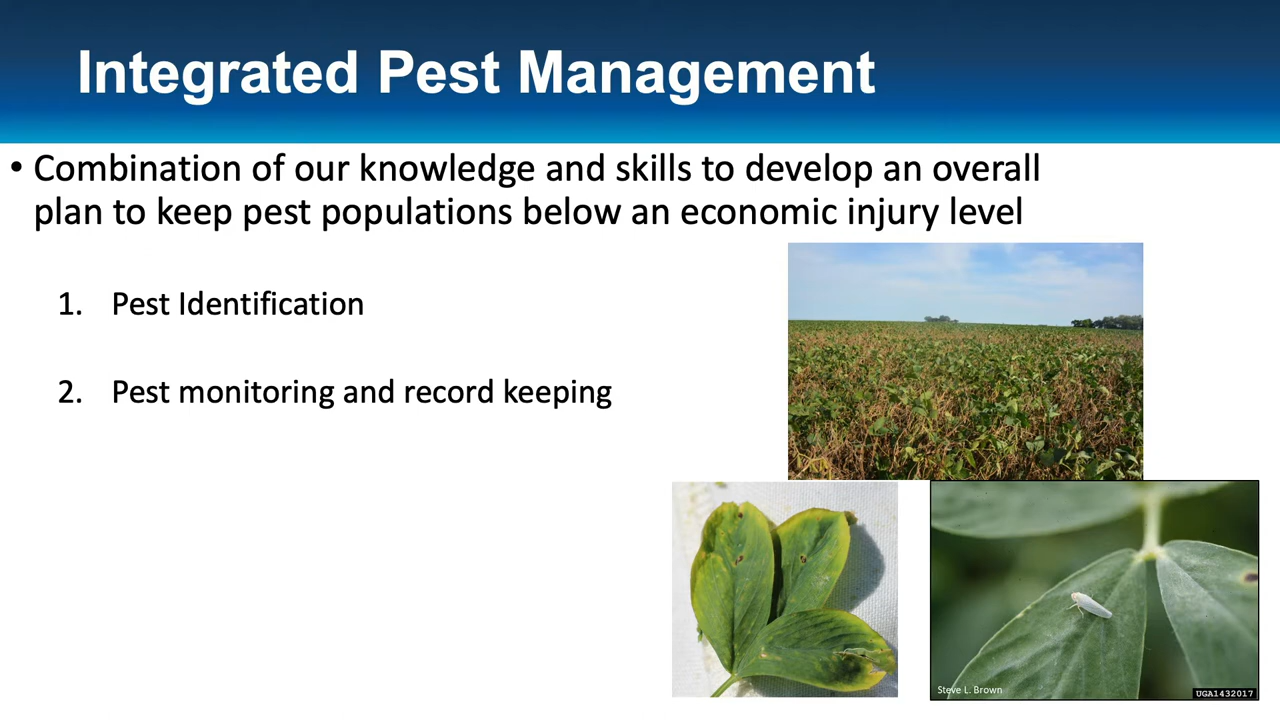 Integrated Pest Management
• Combination of our knowledge and skills to develop an overall
plan to keep pest populations below an economic injury level
1. Pest Identification
2. Pest monitoring and record keeping
Steve L. Brown
UGA1432017